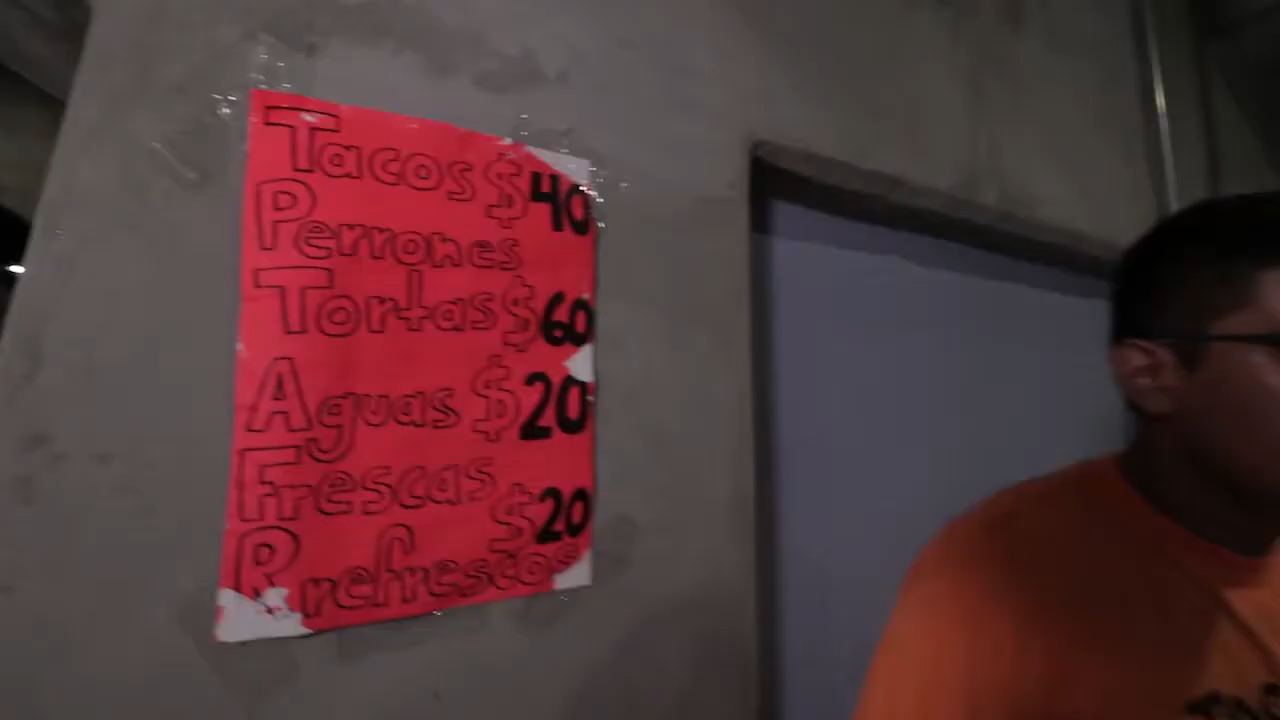 Tacos $40
Perrones
Tortas $60
Aguas $20
Frescas
$20
Rrefrescos